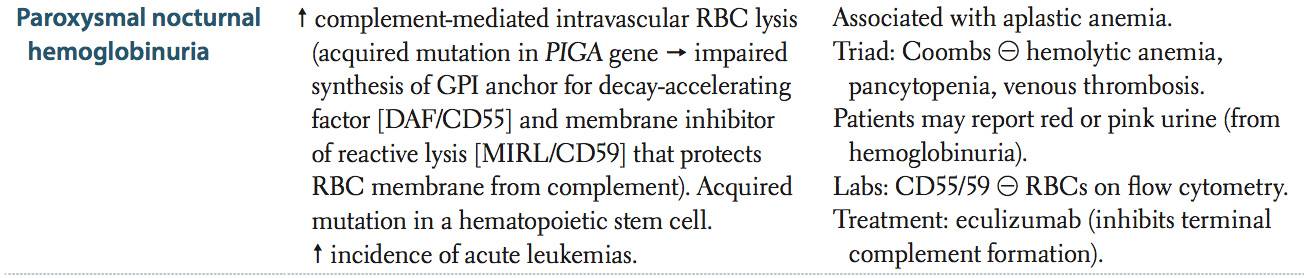 Paroxysmal nocturnal
hemoglobinuria
↑ complement-mediated intravascular RBC lysis
(acquired mutation in PIGA gene → impaired
synthesis of GPI anchor for decay-accelerating
factor [DAF/CD55] and membrane inhibitor
of reactive lysis [MIRL/CD59] that protects
RBC membrane from complement). Acquired
mutation in a hematopoietic stem cell.
↑ incidence of acute leukemias.
Associated with aplastic anemia.
Triad: Coombs ⊖ hemolytic anemia,
pancytopenia, venous thrombosis.
Patients may report red or pink urine (from
hemoglobinuria).
Labs: CD55/59 ⊖ RBCs on flow cytometry.
Treatment: eculizumab (inhibits terminal
complement formation).